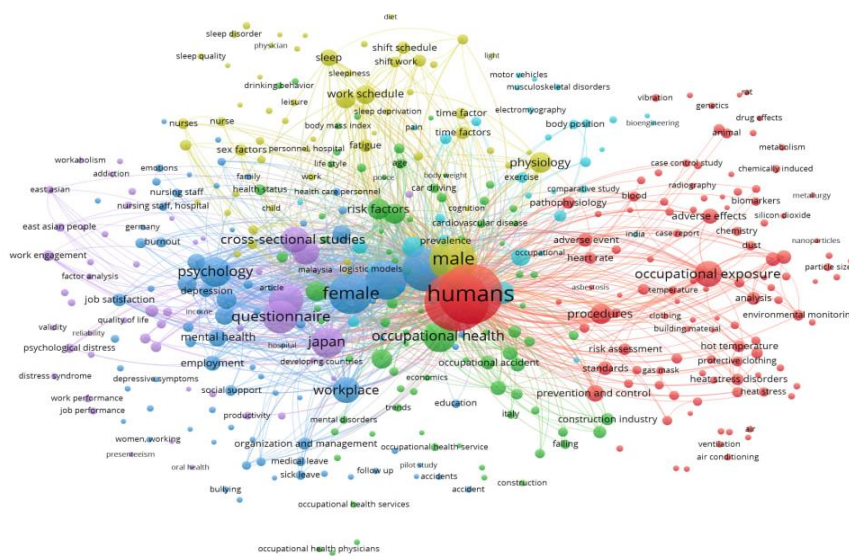 diet
sleep disorder
shift schedule
physician
light
sleep
shift work
sleep quality
sleepiness
motor vehicles
drinking behavior
musculoskeletal disorders
work schedule
vibration
rat
leisure
sleep deprivation
genetics
time factor
electromyography
drug effects
nurses
nurse
body mass index
pain
body position
bioengineering
animal
time factors
sex factors
personnel, hospital
fatigue
metabolism
workabolism
emotions
life style
age
physiology
case control study
addiction
family
work
police
body weight
exercise
chemically induced
east asian
nursing staff
health status
health care personnel
car driving
comparative study
blood
radiography
metalurgy
nursing staff, hospital
child
risk factors
cognition
pathophysiology
biomarkers
cardiovascular disease
adverse effects
silicon dioxide
east asian people
germany
chemistry
burnout
cross-sectional studies
prevalence
occupational
india
case report
nanoparticles
work engagement
adverse event
dust
malaysia
logistic models
male
heart rate
psychology
factor analysis
occupational exposure
particle size
depression
article
asbestosis
temperature
job satisfaction
female
humans
analysis
quality of life
income
clothing
environmental monitoring
validity
questionnaire
procedures
reliability
building material
mental health
occupational health
psychological distress
hospital
japan
hot temperature
risk assessment
employment
developing countries
occupational accident
protective clothing
distress syndrome
standards
gas mask
depressive symptoms
economics
heat stress disorders
social support
workplace
prevention and control
heat stress
work performance
job performance
productivity
trends
education
italy
mental disorders
construction industry
air
women, working
organization and management
falling
presenteeism
occupational health service
ventilation
oral health
medical leave
follow up
pilot study
air conditioning
sick leave
accidents
bullying
accident
construction
occupational health services
occupational health physicians